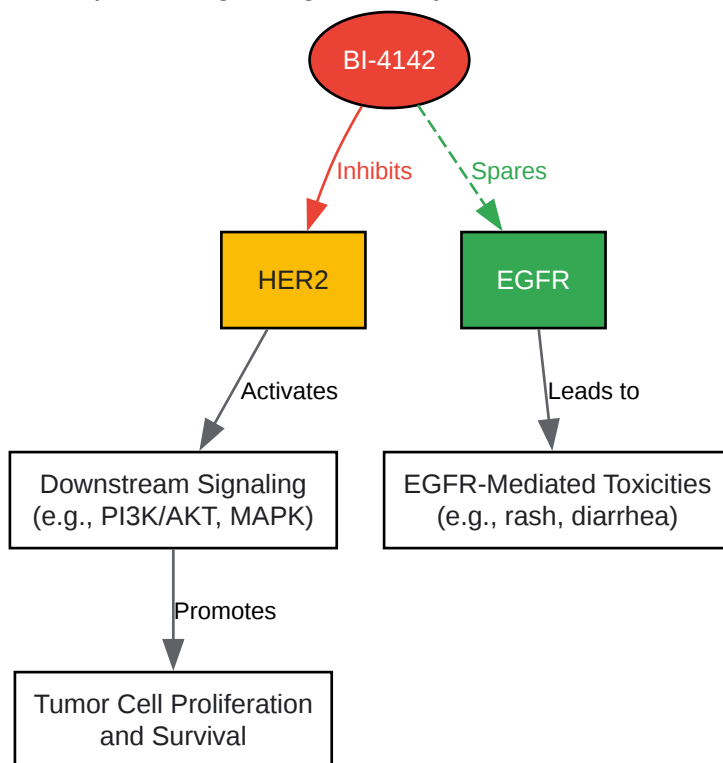 BI-4142
Inhibits
Spares
HER2
EGFR
Activates
Leads to
Downstream Signaling
(e.g., PI3K/AKT, MAPK)
EGFR-Mediated Toxicities
(e.g., rash, diarrhea)
Promotes
Tumor Cell Proliferation
and Survival